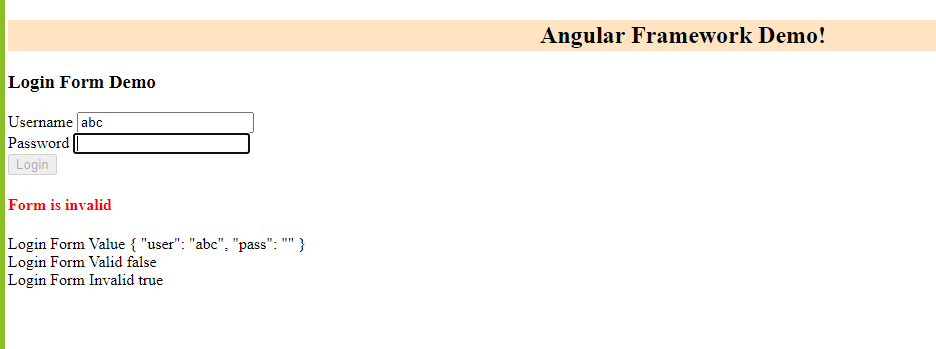 Angular Framework Demo!
Login Form Demo
Username abc
Password
Login
Form is invalid
Login Form Value { "user": "abc", "pass": "" }
Login Form Valid false
Login Form Invalid true